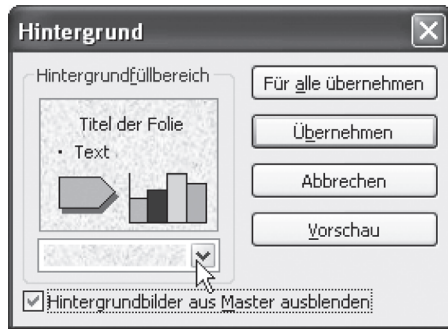 Hintergrund
Hintergrundfüllbereich
Titel der Folie
• Text
Für alle übernehmen
Übernehmen
Abbrechen
Vorschau
Hintergrundbilder aus Master ausblenden